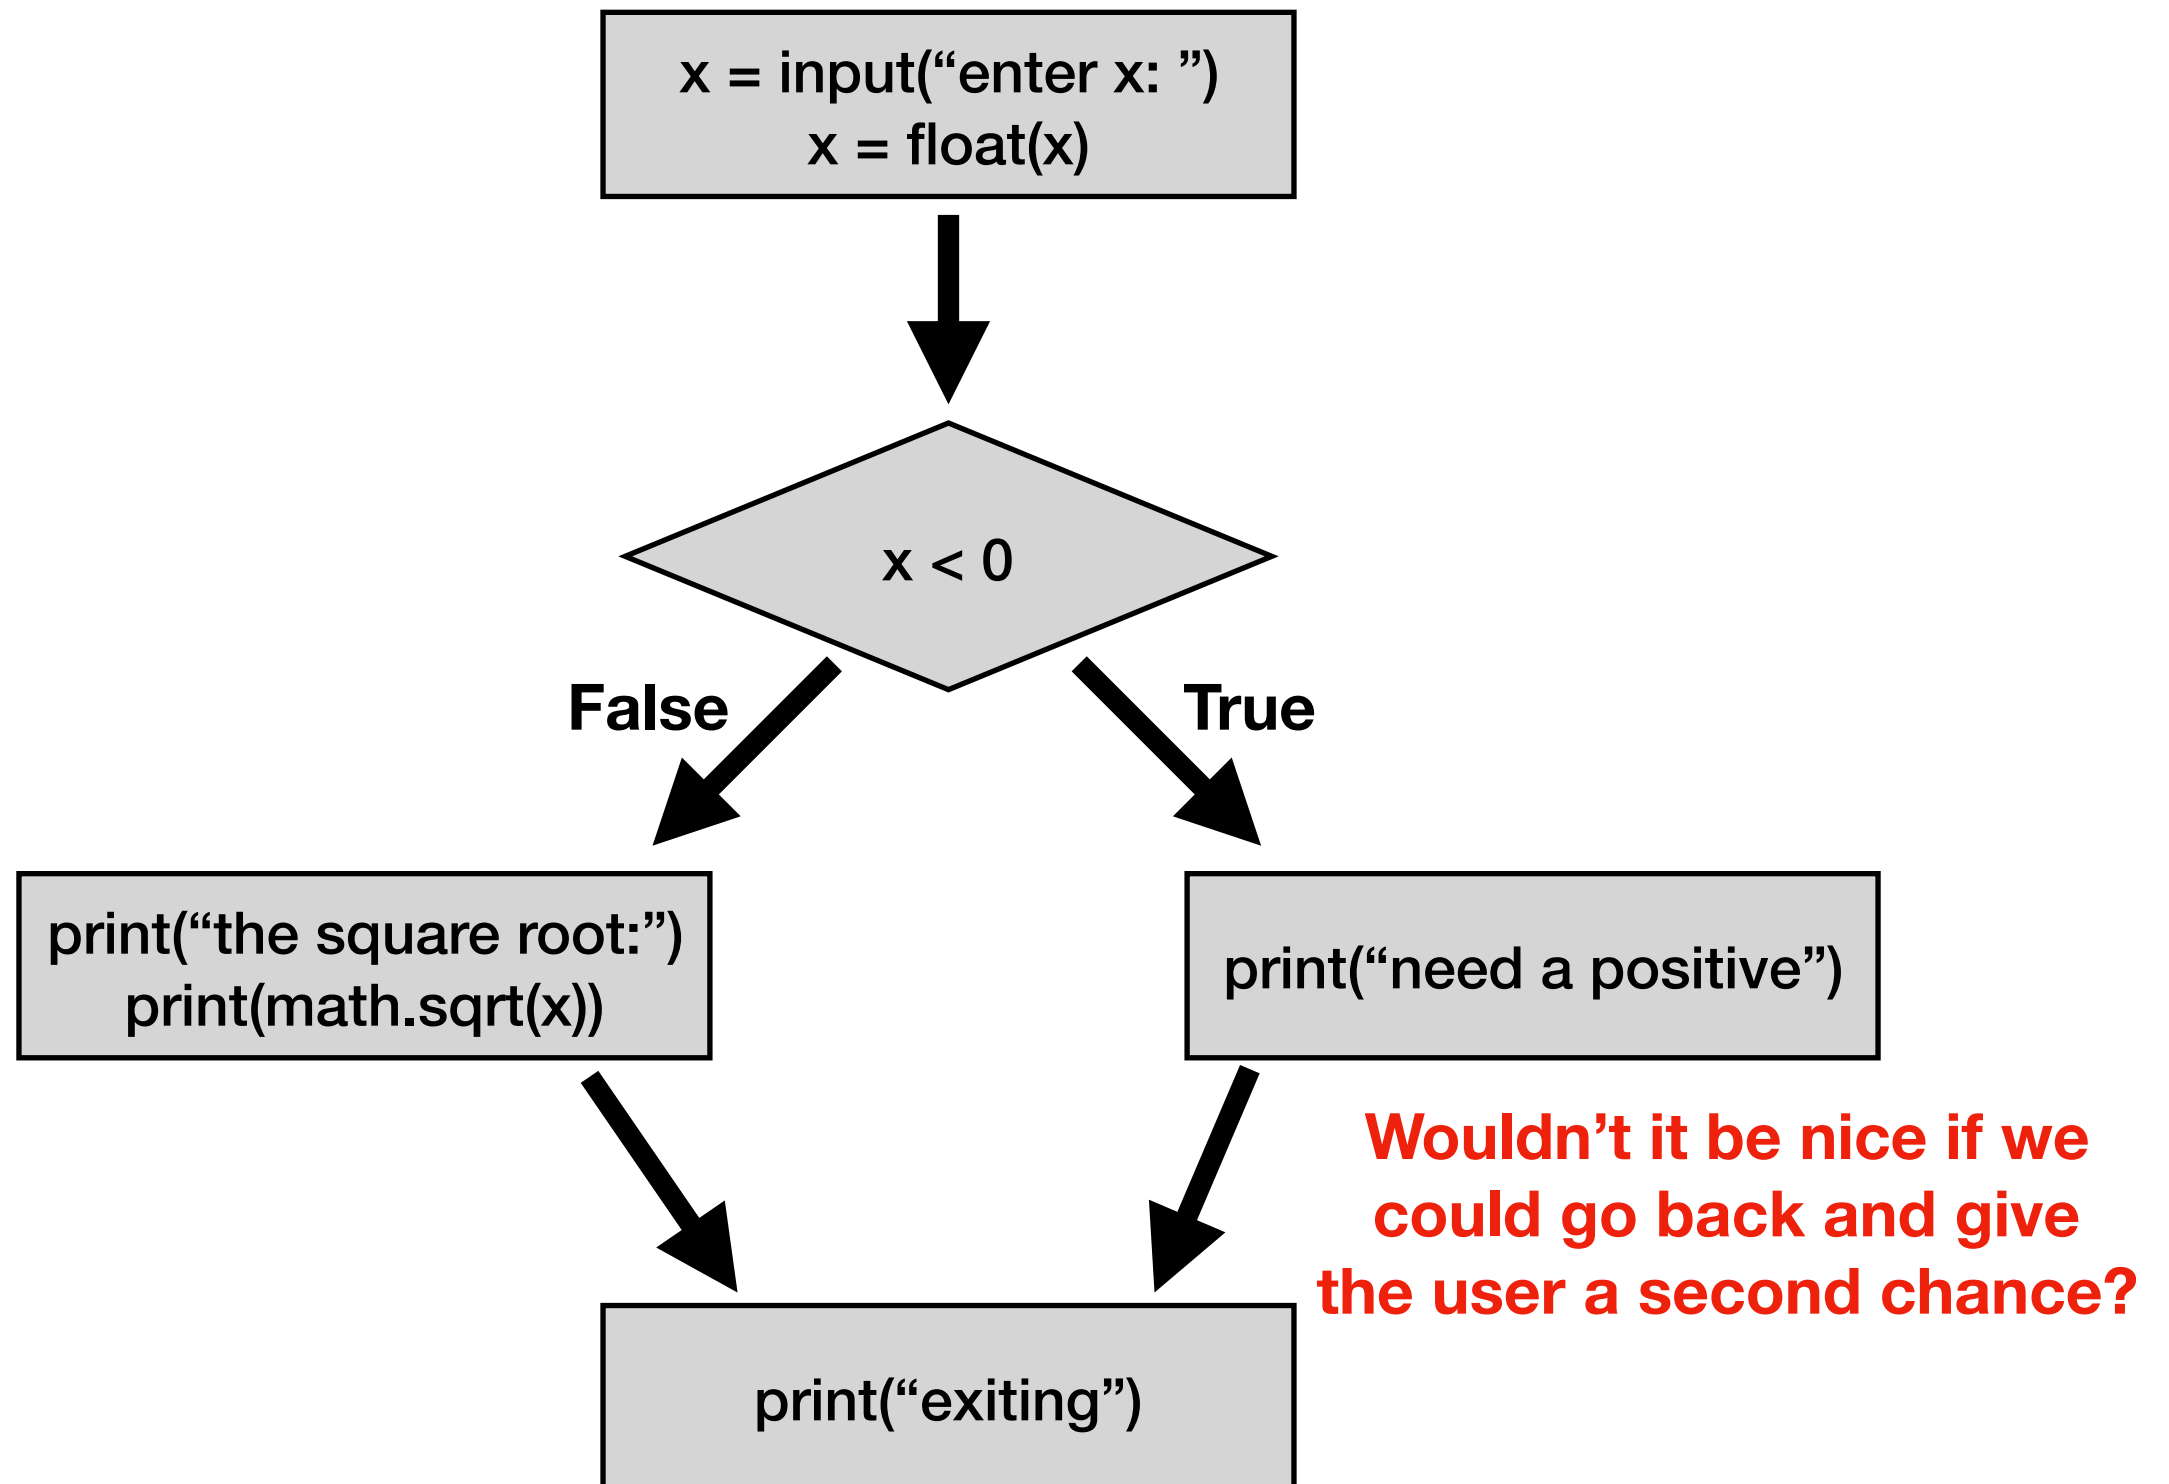 x = input(“enter x: ”)
x = float(x)
x < 0
False
True
print(“the square root:”)
print(math.sqrt(x))
print(“need a positive”)
Wouldn’t it be nice if we
could go back and give
the user a second chance?
print(“exiting”)